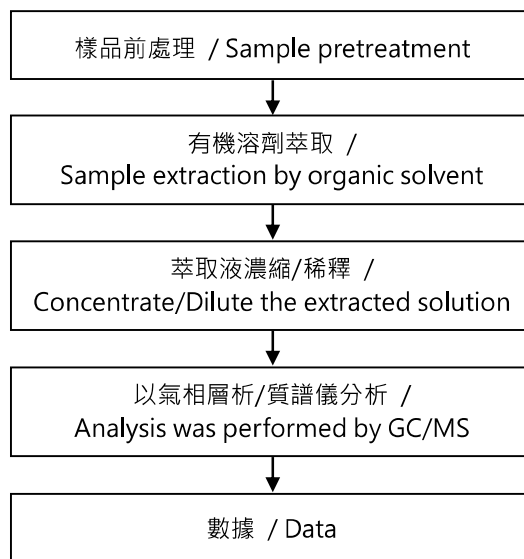 樣品前處理 / Sample pretreatment
有機溶劑萃取 /
Sample extraction by organic solvent
萃取液濃縮/稀釋 /
Concentrate/Dilute the extracted solution
以氣相層析/質譜儀分析 /
Analysis was performed by GC/MS
數據 / Data